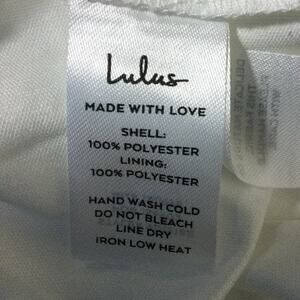 Lulus
MADE WITH LOVE
SHELL:
100% POLYESTER
LINING:
100% POLYESTER
HAND WASH COLD
DO NOT BLEACH
LINE DRY
IRON LOW HEAT